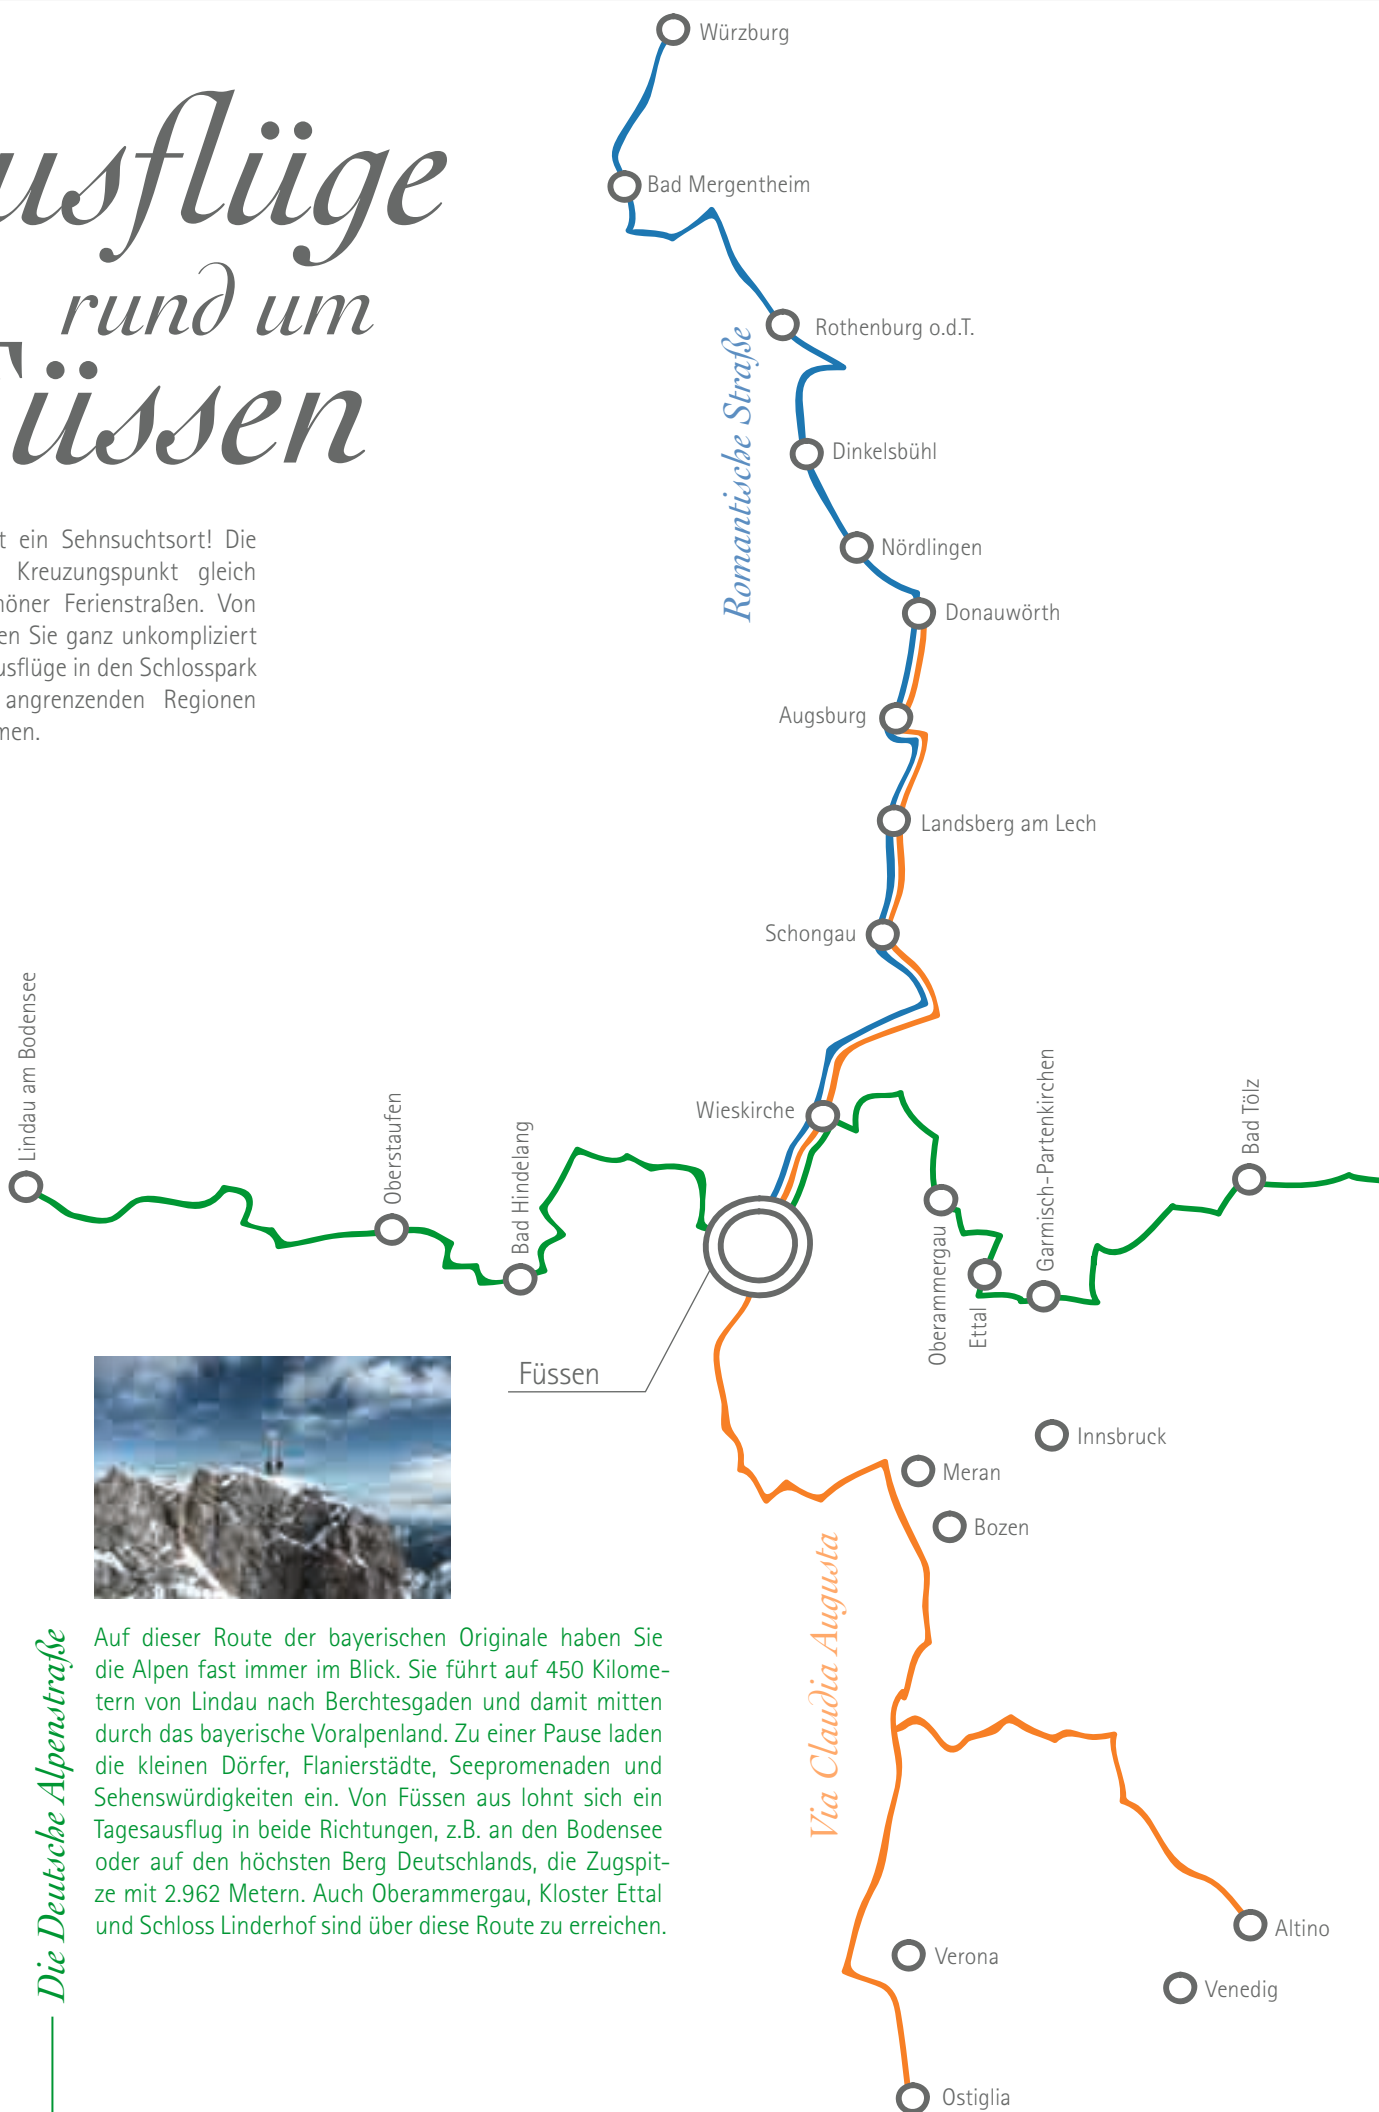 usflüge
rund um
Füssen
t ein Sehnsuchtsort! Die
Kreuzungspunkt gleich
höner Ferienstraßen. Von
en Sie ganz unkompliziert
usflüge in den Schlosspark
angrenzenden Regionen
men.
Würzburg
Bad Mergentheim
Rothenburg o.d.T.
Romantische Straße
Dinkelsbühl
Nördlingen
Donauwörth
Augsburg
Landsberg am Lech
Schongau
Wieskirche
Lindau am Bodensee
Oberstaufen
Bad Hindelang
Füssen
Oberammergau
Ettal
Garmisch-Partenkirchen
Bad Tölz
Innsbruck
Meran
Bozen
Via Claudia Augusta
Altino
Verona
Venedig
Ostiglia
Die Deutsche Alpenstraße
Auf dieser Route der bayerischen Originale haben Sie
die Alpen fast immer im Blick. Sie führt auf 450 Kilome-
tern von Lindau nach Berchtesgaden und damit mitten
durch das bayerische Voralpenland. Zu einer Pause laden
die kleinen Dörfer, Flanierstädte, Seepromenaden und
Sehenswürdigkeiten ein. Von Füssen aus lohnt sich ein
Tagesausflug in beide Richtungen, z.B. an den Bodensee
oder auf den höchsten Berg Deutschlands, die Zugspit-
ze mit 2.962 Metern. Auch Oberammergau, Kloster Ettal
und Schloss Linderhof sind über diese Route zu erreichen.